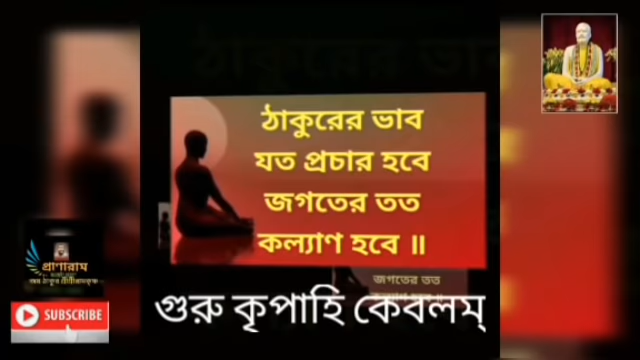 ঠাকুরের ভাব
যত প্রচার হবে
জগতের তত
কল্যাণ হবে ॥
জগতের তত
গুরু কৃপাহি কেবলম্
প্রাণারাম
SUBSCRIBE